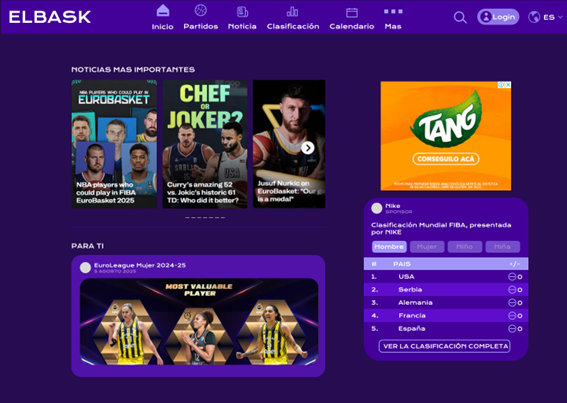 ELBASK
Inicio
Partidos
Noticia
Clasificación
Calendario
Mas
Login
ES
NOTICIAS MAS IMPORTANTES
NBA PLAYERS WHO COULD PLAY IN
EUROBASKET
NBA players who
could play in FIBA
EuroBasket 2025
CHEF
OR
JOKER?
USA
Curry's amazing 52
vs. Jokic's historic 61
TD: Who did it better?
Jusuf Nurkic on
EuroBasket: "Our g
is a medal"
TANG
CONSEGUILO ACÁ
Nike
SPONSOR
Clasificación Mundial FIBA, presentada
por NIKE
Hombre
Mujer
Niño
Niña
# PAIS +/-
1. USA 0
2. Serbia 0
3. Alemania 0
4. Francia 0
5. España 0
VER LA CLASIFICACIÓN COMPLETA
PARA TI
EuroLeague Mujer 2024-25
5 AGOSTO 2025
MOST VALUABLE
PLAYER